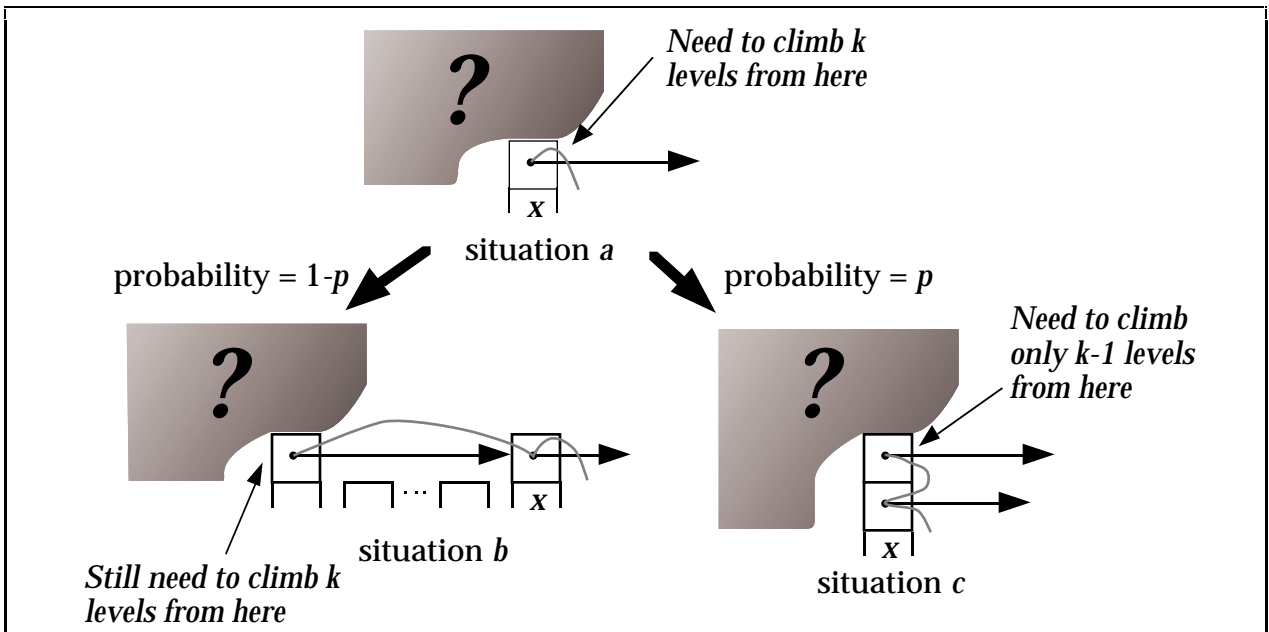 ?
Need to climb k
levels from here
x
situation a
probability = 1-p
probability = p
?
Still need to climb k
levels from here
...
x
situation b
?
Need to climb
only k-1 levels
from here
x
situation c